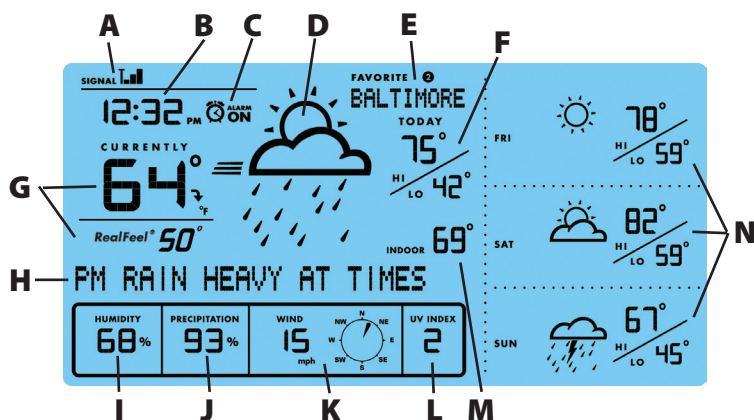 A B C D E F
SIGNAL
12:32 PM ALARM ON
FAVORITE 2
BALTIMORE
TODAY
75°
HI LO 42°
CURRENTLY
64° °F
G
RealFeel® 50°
INDOOR 69°
H PM RAIN HEAVY AT TIMES
HUMIDITY
68%
PRECIPITATION
93%
WIND
15 mph
N NE E SE S SW W NW
UV INDEX
2
FRI
78°
HI LO 59°
SAT
82°
HI LO 59°
N
SUN
67°
HI LO 45°
I J K L M